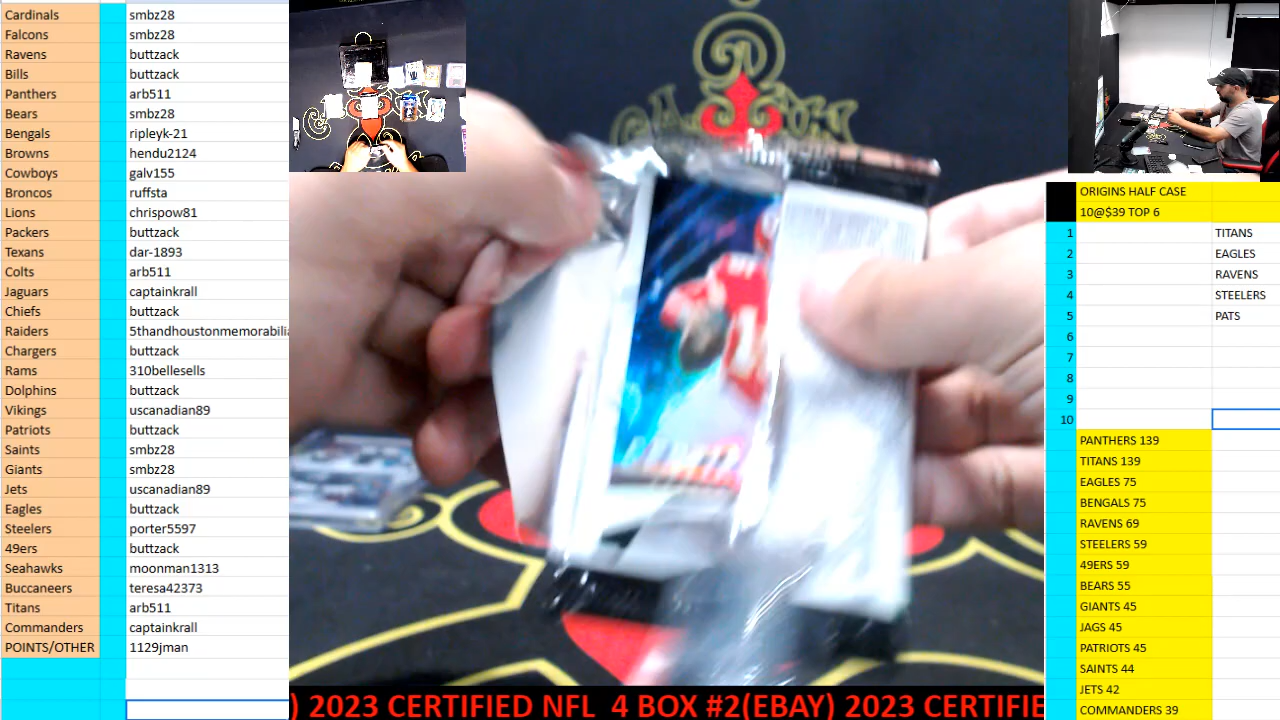 Cardinals smbz28
Falcons smbz28
Ravens buttzack
Bills buttzack
Panthers arb511
Bears smbz28
Bengals ripleyk-21
Browns hendu2124
Cowboys galv155
Broncos ruffsta
Lions chrispow81
Packers buttzack
Texans dar-1893
Colts arb511
Jaguars captainkrall
Chiefs buttzack
Raiders 5thandhoustonmemorabilia
Chargers buttzack
Rams 310bellesells
Dolphins buttzack
Vikings uscanadian89
Patriots buttzack
Saints smbz28
Giants smbz28
Jets uscanadian89
Eagles buttzack
Steelers porter5597
49ers buttzack
Seahawks moonman1313
Buccaneers teresa42373
Titans arb511
Commanders captainkrall
POINTS/OTHER 1129jman
ORIGINS HALF CASE
10@$39 TOP 6
1 TITANS
2 EAGLES
3 RAVENS
4 STEELERS
5 PATS
6
7
8
9
10
PANTHERS 139
TITANS 139
EAGLES 75
BENGALS 75
RAVENS 69
STEELERS 59
49ERS 59
BEARS 55
GIANTS 45
JAGS 45
PATRIOTS 45
SAINTS 44
JETS 42
COMMANDERS 39
) 2023 CERTIFIED NFL 4 BOX #2(EBAY) 2023 CERTIFIE